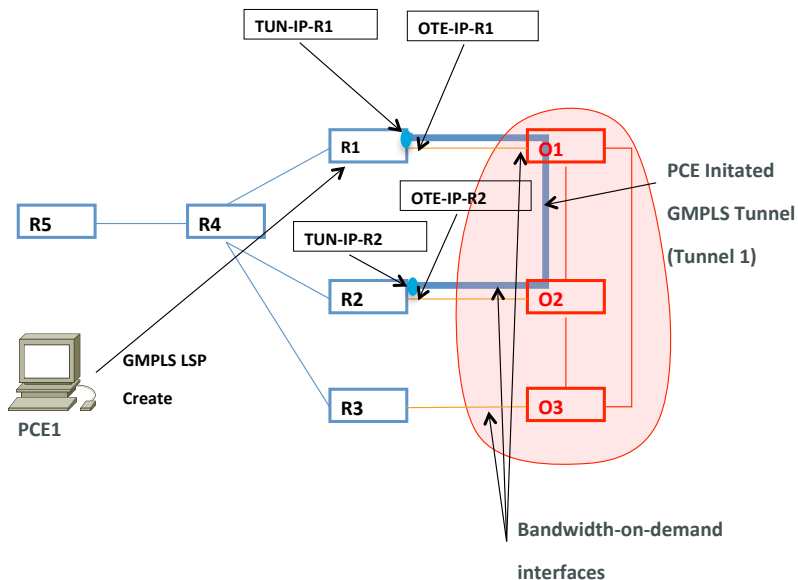 TUN-IP-R1
OTE-IP-R1
R1
O1
PCE Initated
GMPLS Tunnel
(Tunnel 1)
OTE-IP-R2
R5
R4
TUN-IP-R2
R2
O2
GMPLS LSP
Create
PCE1
R3
O3
Bandwidth-on-demand
interfaces